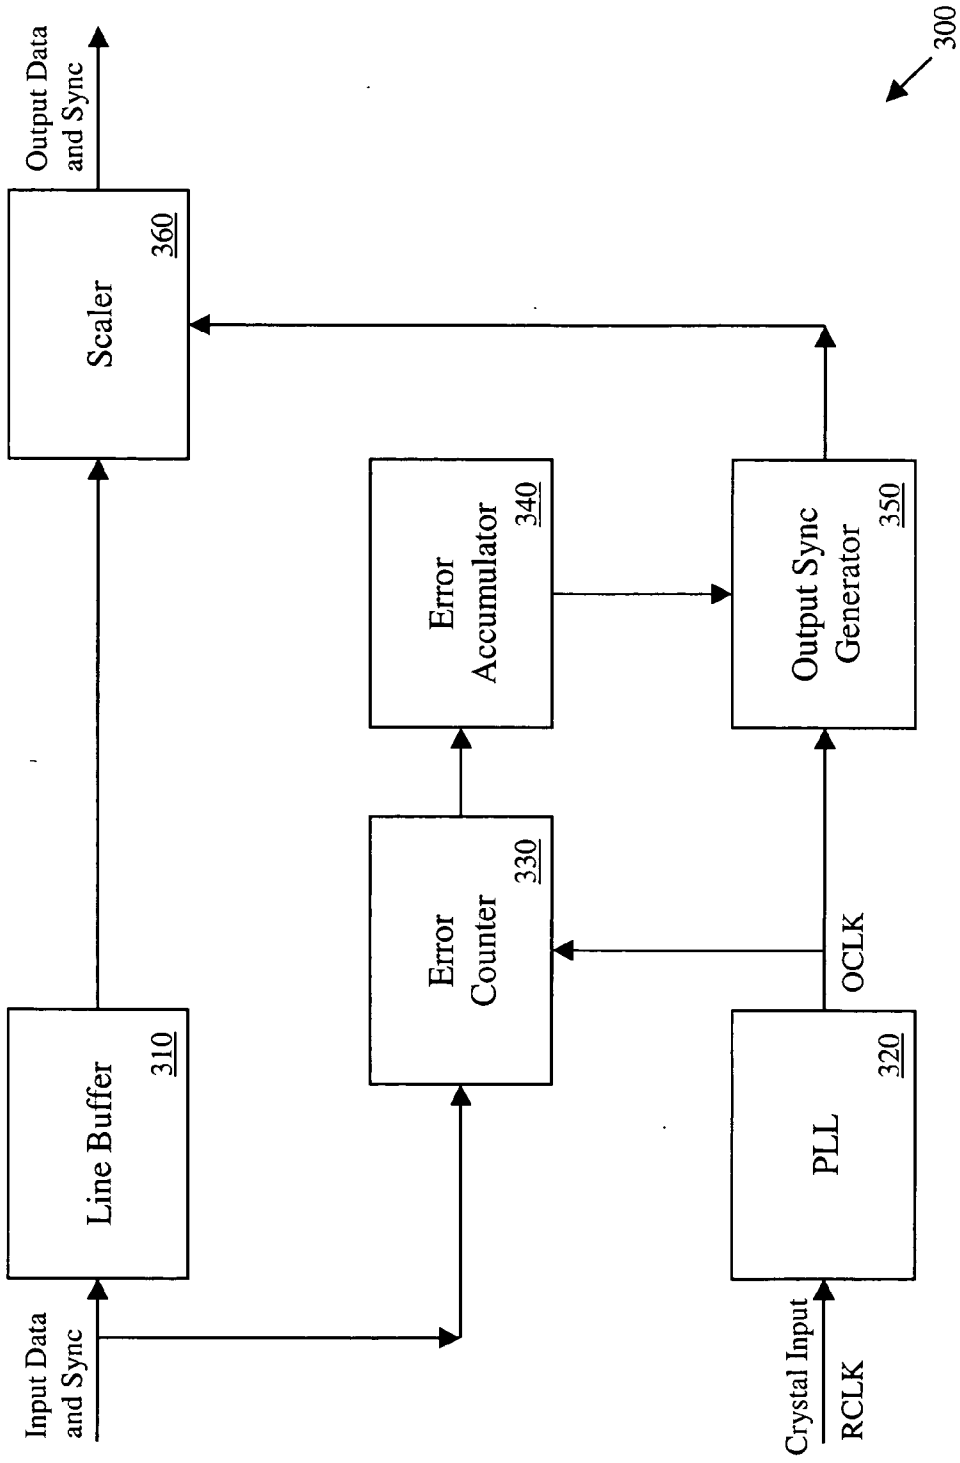 Input Data
and Sync
Line Buffer
310
Scaler
360
Output Data
and Sync
Error
Counter
330
Error
Accumulator
340
Crystal Input
RCLK
PLL
320
OCLK
Output Sync
Generator
350
300